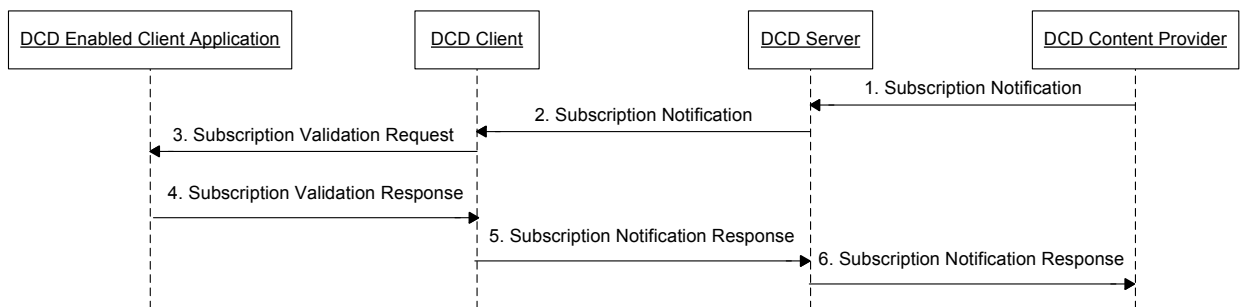 DCD Enabled Client Application
DCD Client
DCD Server
DCD Content Provider
1. Subscription Notification
2. Subscription Notification
3. Subscription Validation Request
4. Subscription Validation Response
5. Subscription Notification Response
6. Subscription Notification Response